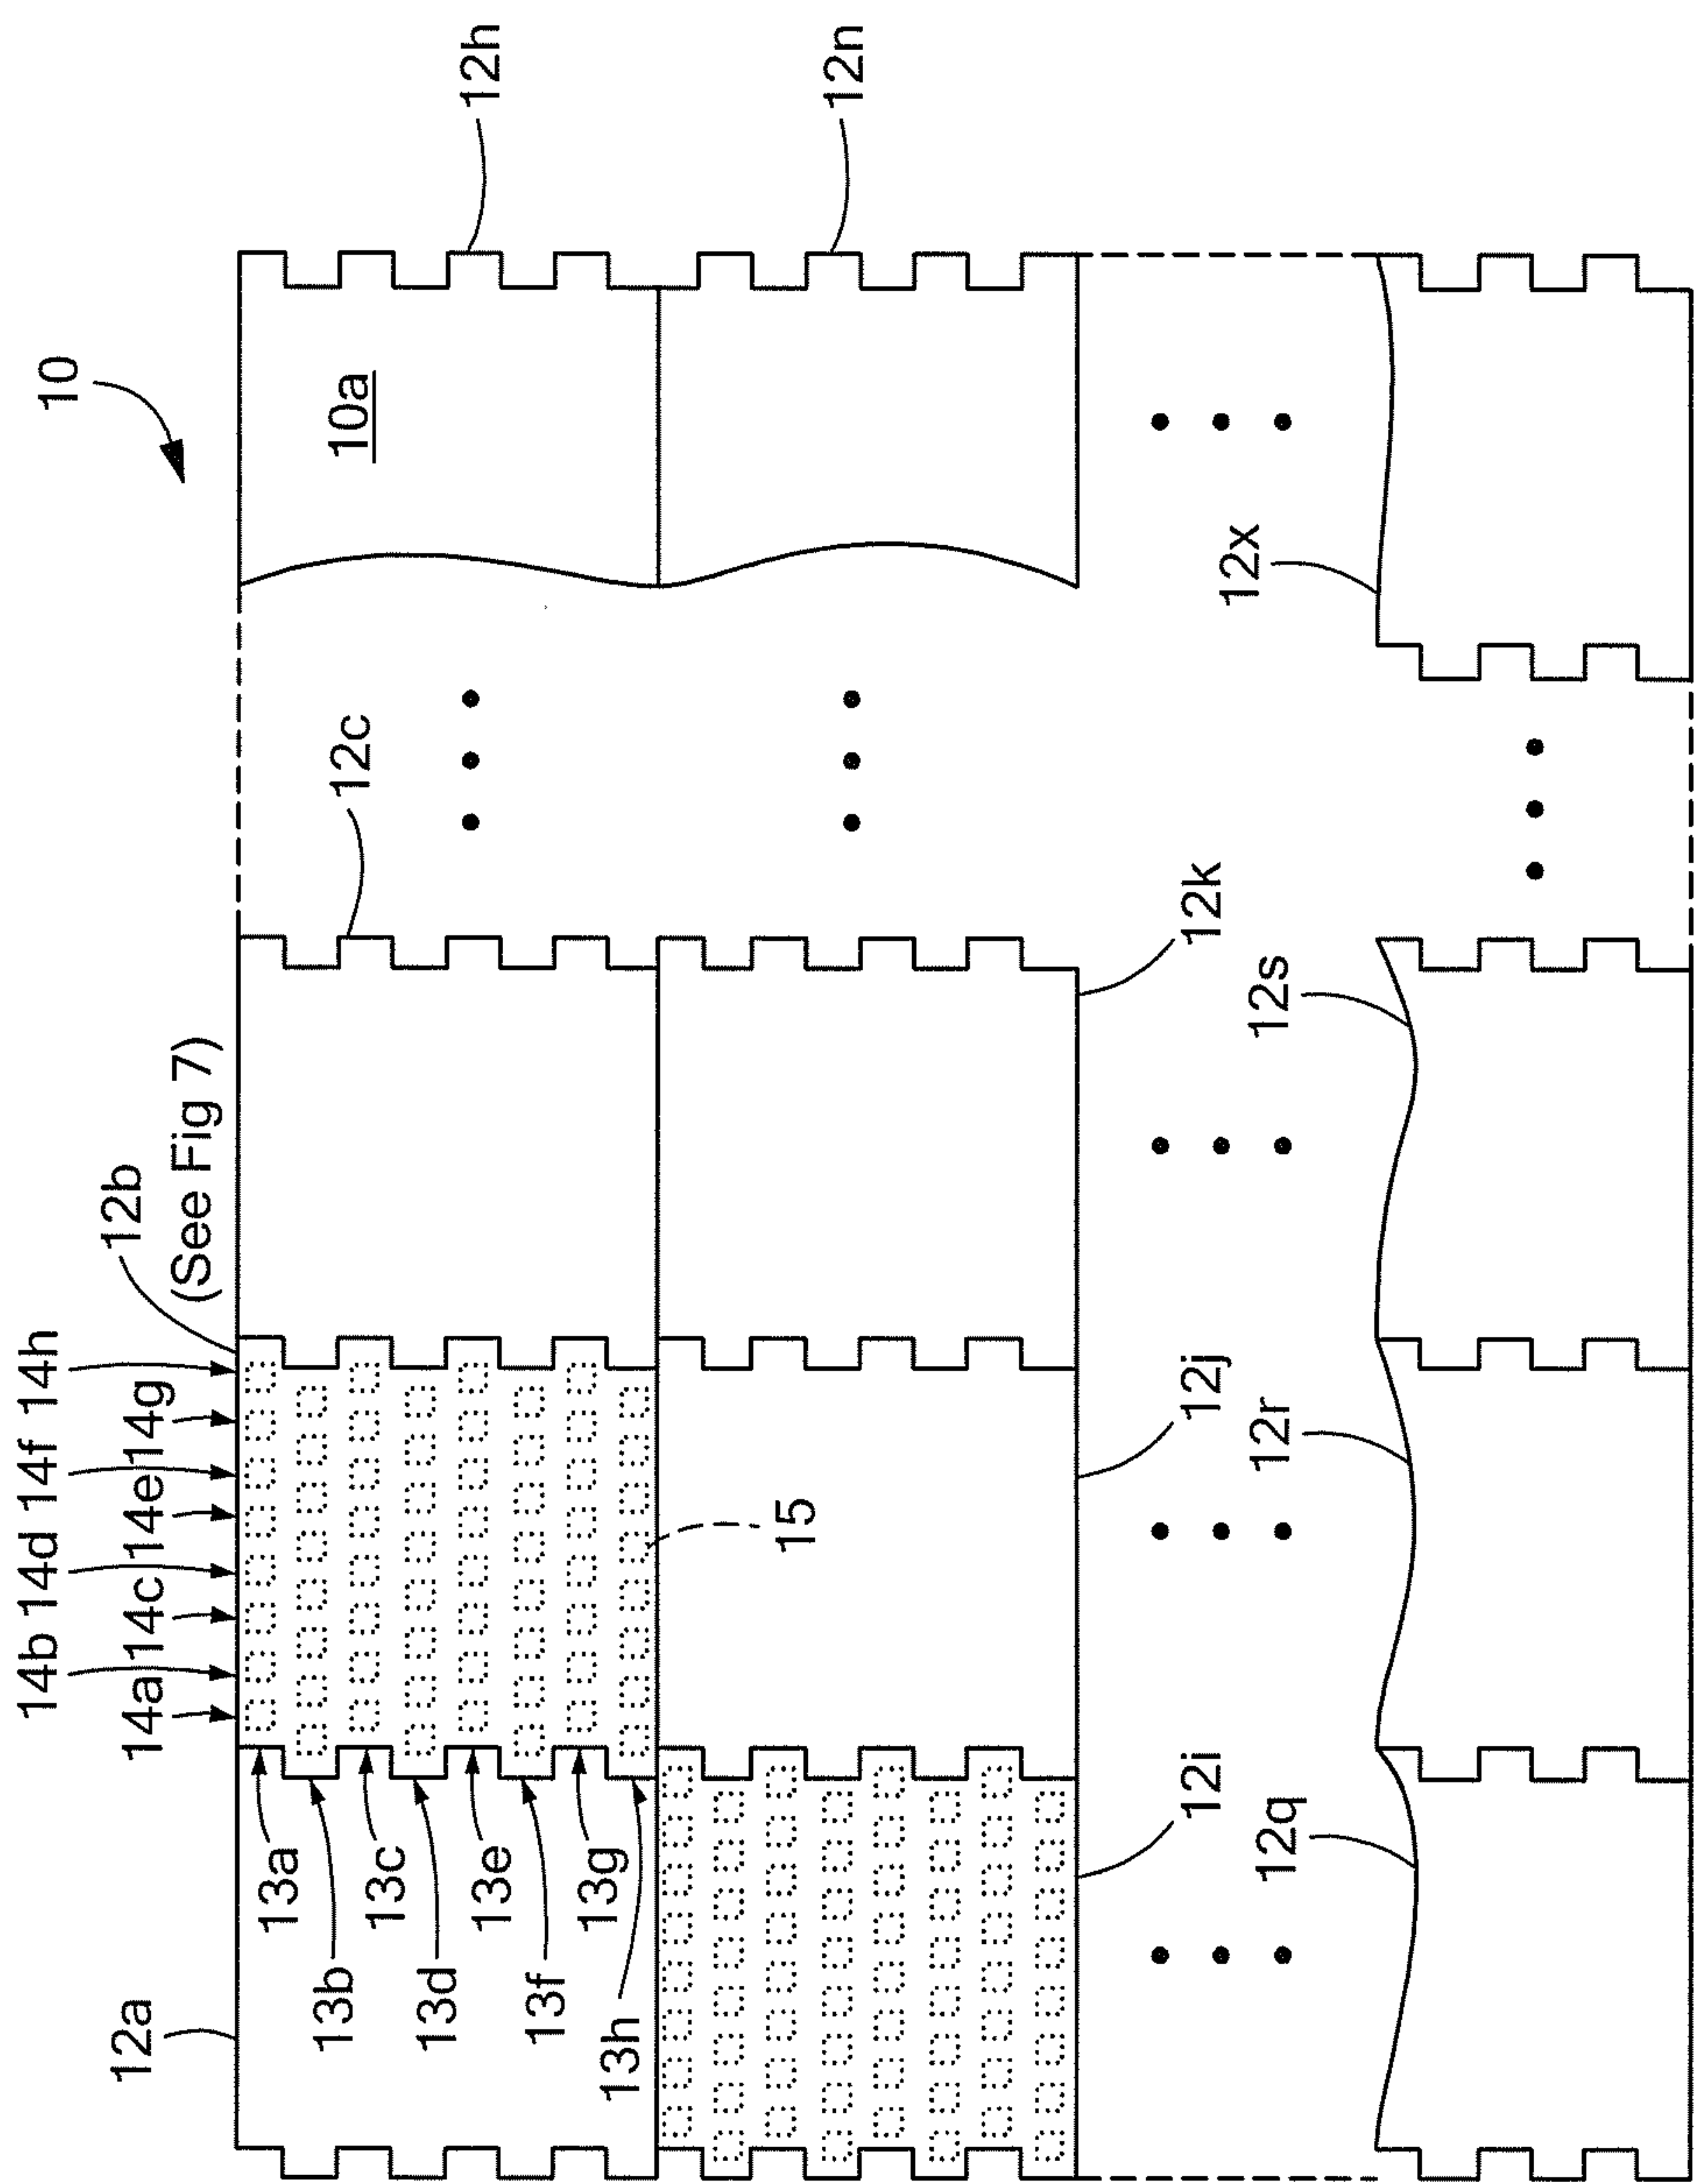 10
12h
12n
10a
12c
12k
12x
12s
12b
(See Fig 7)
14b 14d 14f 14h
14a 14c 14e 14g
15
12j
12r
12i
12q
12a
13a
13b
13c
13d
13e
13f
13g
13h